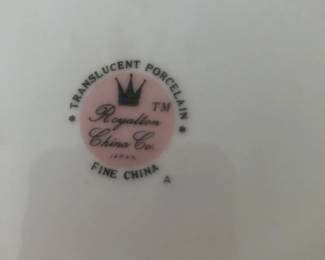 * TRANSLUCENT PORCELAIN *
TM
Royalton
China Co.
JAPAN
FINE CHINA
A